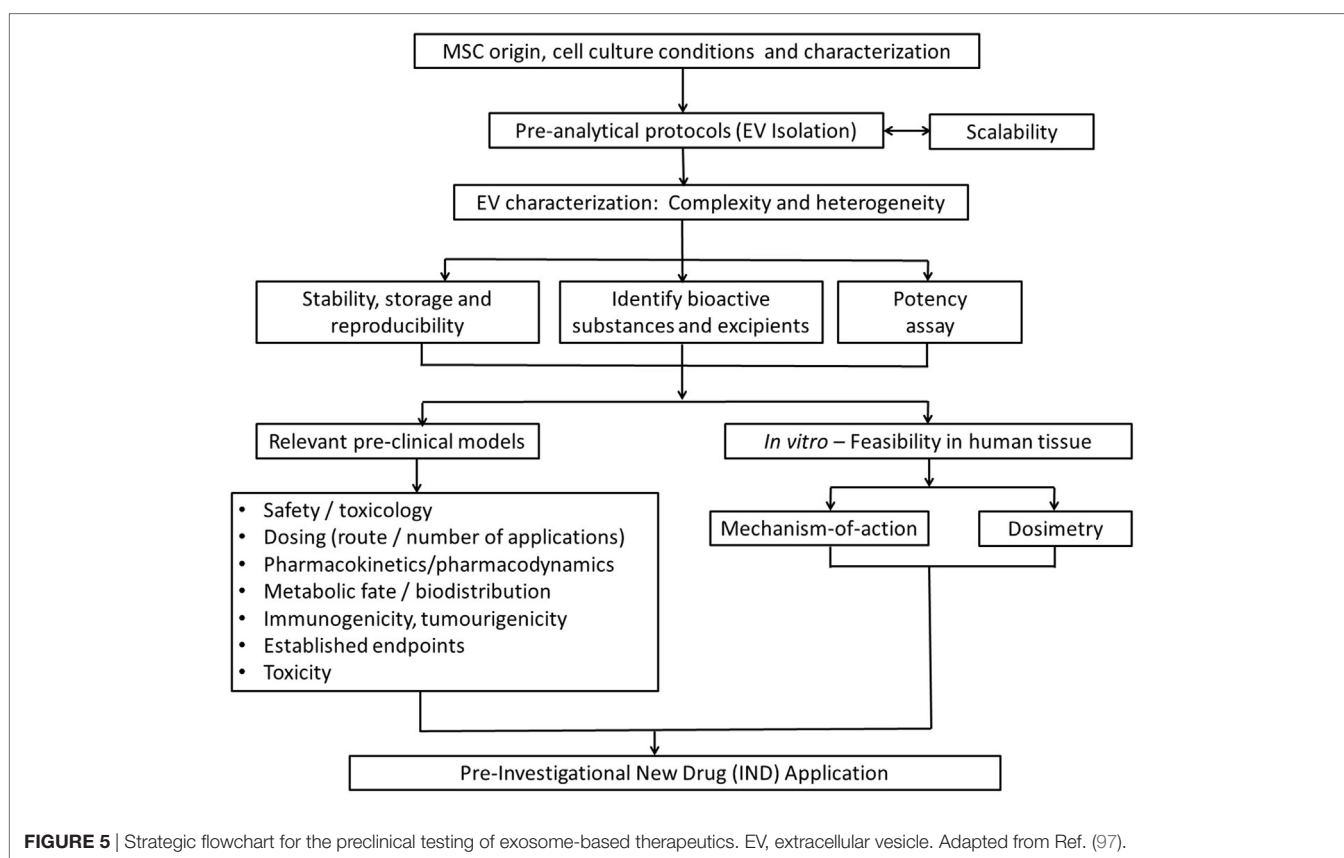 MSC origin, cell culture conditions and characterization
Pre-analytical protocols (EV Isolation)
Scalability
EV characterization: Complexity and heterogeneity
Stability, storage and
reproducibility
Identify bioactive
substances and excipients
Potency
assay
Relevant pre-clinical models
In vitro – Feasibility in human tissue
• Safety / toxicology
• Dosing (route / number of applications)
• Pharmacokinetics/pharmacodynamics
• Metabolic fate / biodistribution
• Immunogenicity, tumourigenicity
• Established endpoints
• Toxicity
Mechanism-of-action
Dosimetry
Pre-Investigational New Drug (IND) Application
FIGURE 5 | Strategic flowchart for the preclinical testing of exosome-based therapeutics. EV, extracellular vesicle. Adapted from Ref. (97).